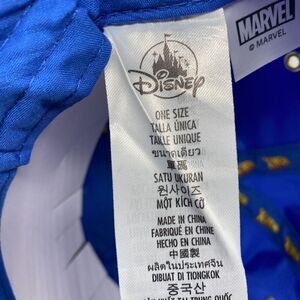 Disney
ONE SIZE
TALLA ÚNICA
TAILLE UNIQUE
ขนาดเดียว
單碼
SATU UKURAN
원사이즈
MỘT KÍCH CỠ
MADE IN CHINA
FABRIQUÉ EN CHINE
HECHO EN CHINA
中國製
ผลิตในประเทศจีน
DIBUAT DI TIONGKOK
중국산
MARVEL
© MARVEL